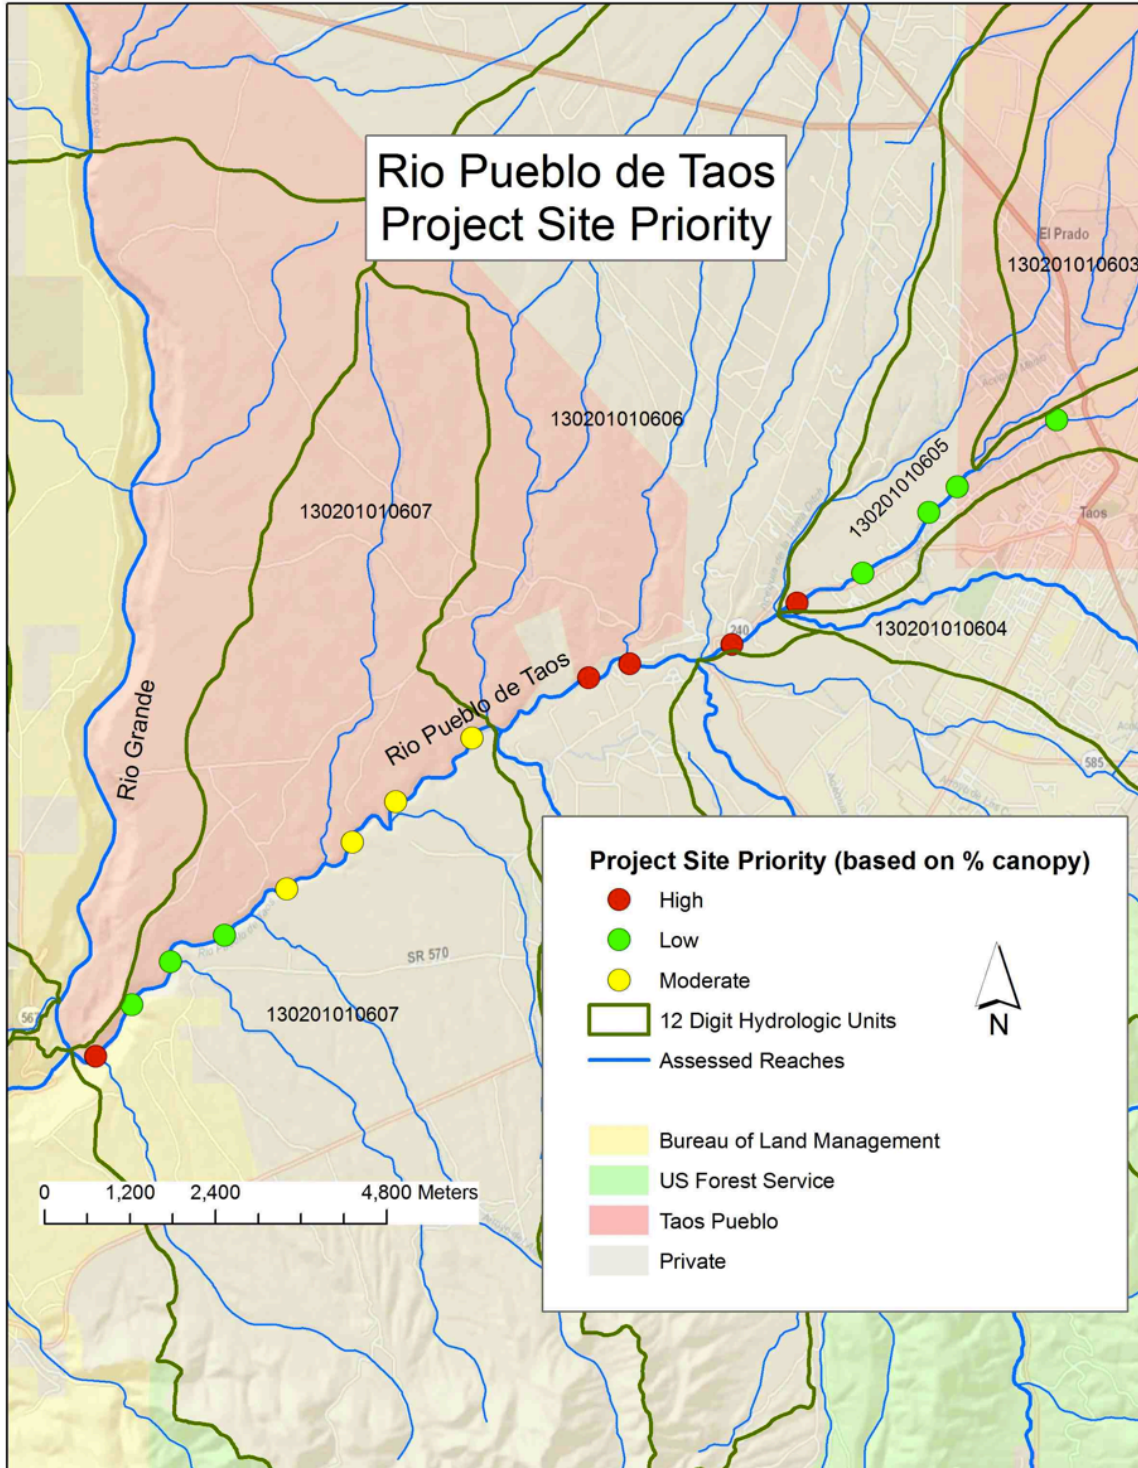 Rio Pueblo de Taos
Project Site Priority
El Prado
130201010603
130201010606
130201010605
130201010607
Taos
240
130201010604
Rio Pueblo de Taos
Rio Grande
585
SR 570
567
130201010607
Project Site Priority (based on % canopy)
High
Low
Moderate
12 Digit Hydrologic Units
Assessed Reaches
N
Bureau of Land Management
US Forest Service
Taos Pueblo
Private
0 1,200 2,400 4,800 Meters